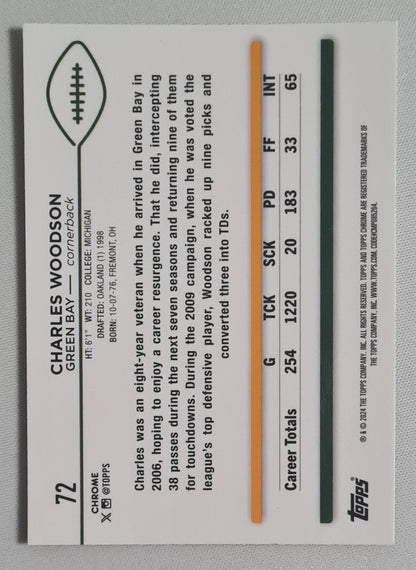 72
CHARLES WOODSON
GREEN BAY — cornerback
CHROME
@TOPPS
HT: 6'1" WT: 210 COLLEGE: MICHIGAN
DRAFTED: OAKLAND (1) 1998
BORN: 10-07-76, FREMONT, OH
Charles was an eight-year veteran when he arrived in Green Bay in
2006, hoping to enjoy a career resurgence. That he did, intercepting
38 passes during the next seven seasons and returning nine of them
for touchdowns. During the 2009 campaign, when he was voted the
league's top defensive player, Woodson racked up nine picks and
converted three into TDs.
G TCK SCK PD FF INT
Career Totals 254 1220 20 183 33 65
topps
® & © 2024 THE TOPPS COMPANY, INC. ALL RIGHTS RESERVED. TOPPS AND TOPPS CHROME ARE REGISTERED TRADEMARKS OF
THE TOPPS COMPANY, INC. WWW.TOPPS.COM.